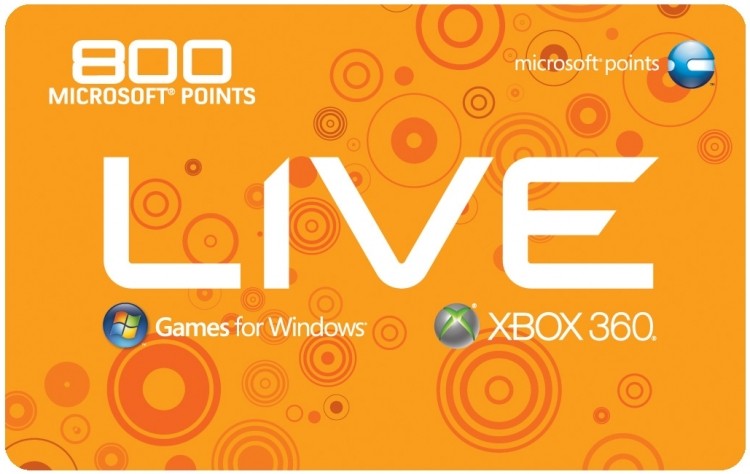 800
MICROSOFT® POINTS
microsoft® points
LIVE
Games for Windows®
XBOX 360®